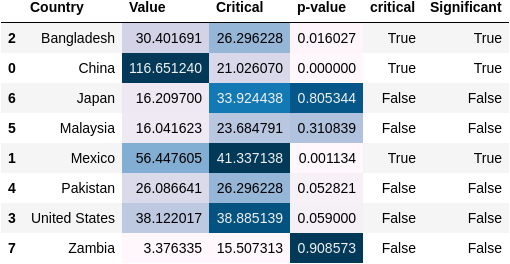 Country Value Critical p-value critical Significant
2 Bangladesh 30.401691 26.296228 0.016027 True True
0 China 116.651240 21.026070 0.000000 True True
6 Japan 16.209700 33.924438 0.805344 False False
5 Malaysia 16.041623 23.684791 0.310839 False False
1 Mexico 56.447605 41.337138 0.001134 True True
4 Pakistan 26.086641 26.296228 0.052821 False False
3 United States 38.122017 38.885139 0.059000 False False
7 Zambia 3.376335 15.507313 0.908573 False False